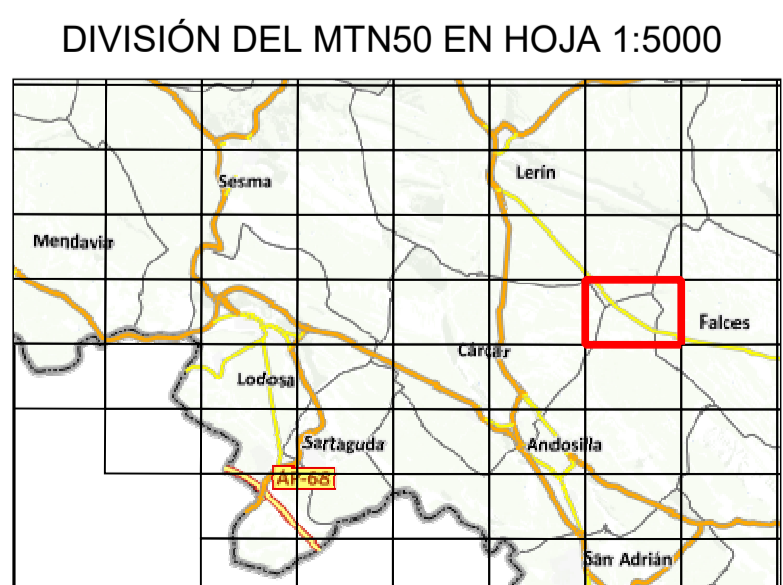 DIVISIÓN DEL MTN50 EN HOJA 1:5000
Lerín
Sesma
Mendavia
Falces
Cárcar
Lodosa
Sartaguda
Andosilla
AP-68
San Adrián